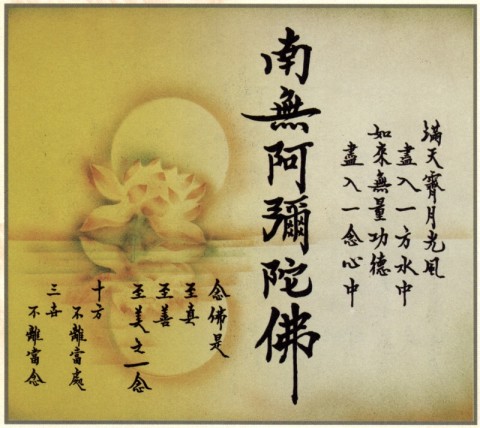 滿天霽月光風
盡入一方水中
如來無量功德
盡入一念心中
南無阿彌陀佛
念佛是
至真
至善
至美之一念
十方
不離當處
三世
不離當念